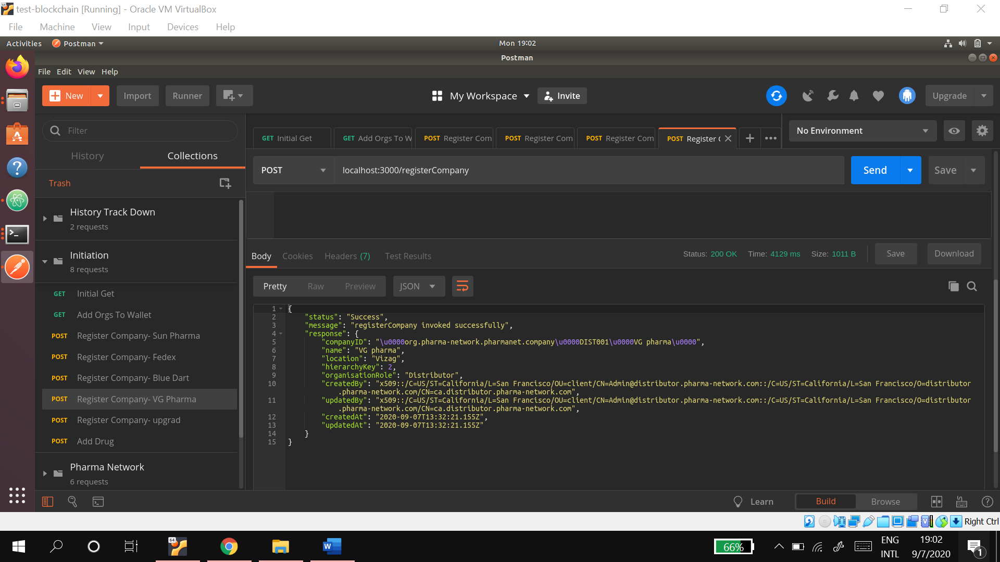 test-blockchain [Running] - Oracle VM VirtualBox
File Machine View Input Devices Help
Activities Postman Mon 19:02
Postman
File Edit View Help
New Import Runner My Workspace Invite Upgrade
Filter
History Collections
Trash
History Track Down
2 requests
Initiation
8 requests
GET Initial Get
GET Add Orgs To Wallet
POST Register Company- Sun Pharma
POST Register Company- Fedex
POST Register Company- Blue Dart
POST Register Company- VG Pharma
POST Register Company- upgrad
POST Add Drug
Pharma Network
6 requests
GET Initial Get GET Add Orgs To W POST Register Com POST Register Com POST Register Com POST Register C No Environment
POST localhost:3000/registerCompany Send Save
Body Cookies Headers (7) Test Results Status: 200 OK Time: 4129 ms Size: 1011 B Save Download
Pretty Raw Preview JSON
1 {
2 "status": "Success",
3 "message": "registerCompany invoked successfully",
4 "response": {
5 "companyID": "\u0000org.pharma-network.pharmanet.company\u0000DIST001\u0000VG pharma\u0000",
6 "name": "VG pharma",
7 "location": "Vizag",
8 "hierarchyKey": 2,
9 "organisationRole": "Distributor",
10 "createdBy": "x509::/C=US/ST=California/L=San Francisco/OU=client/CN=Admin@distributor.pharma-network.com::/C=US/ST=California/L=San Francisco/O=distributor
.pharma-network.com/CN=ca.distributor.pharma-network.com",
11 "updatedBy": "x509::/C=US/ST=California/L=San Francisco/OU=client/CN=Admin@distributor.pharma-network.com::/C=US/ST=California/L=San Francisco/O=distributor
.pharma-network.com/CN=ca.distributor.pharma-network.com",
12 "createdAt": "2020-09-07T13:32:21.155Z",
13 "updatedAt": "2020-09-07T13:32:21.155Z"
14 }
15 }
Learn Build Browse
Right Ctrl
64
W
66%
ENG
INTL
19:02
9/7/2020
1